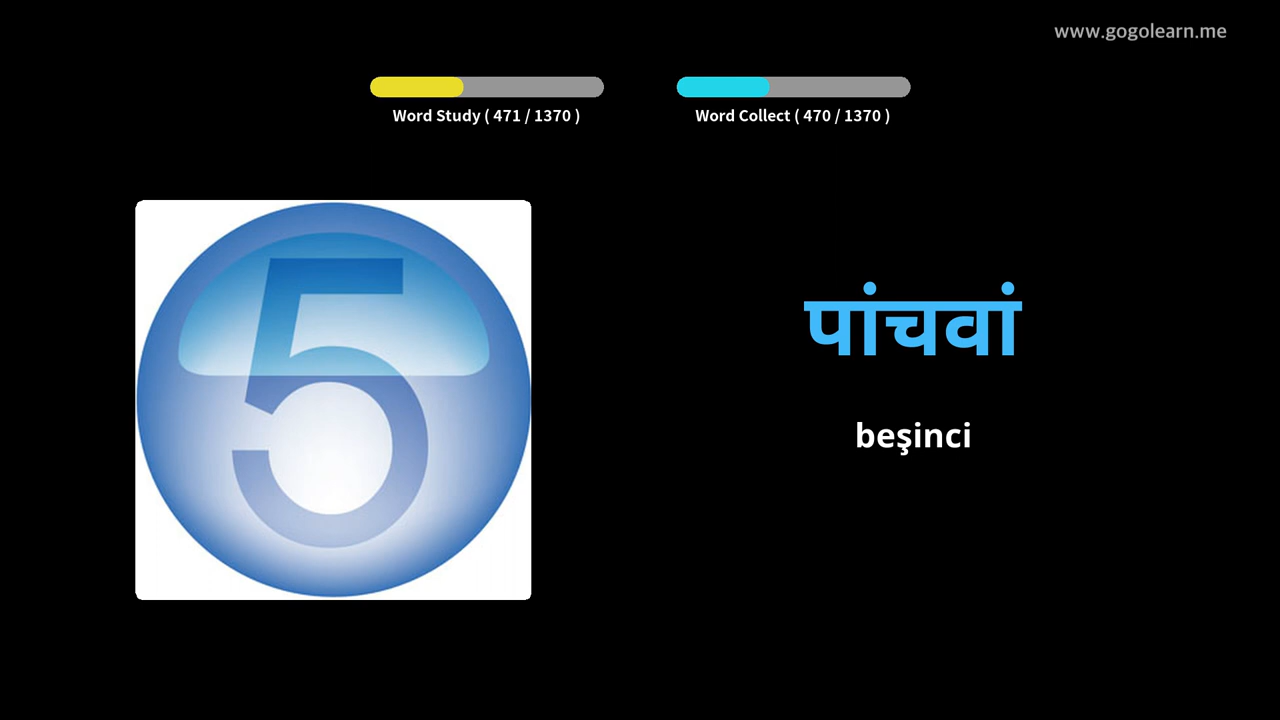 www.gogolearn.me
Word Study ( 471 / 1370 )
Word Collect ( 470 / 1370 )
5
पांचवां
beşinci